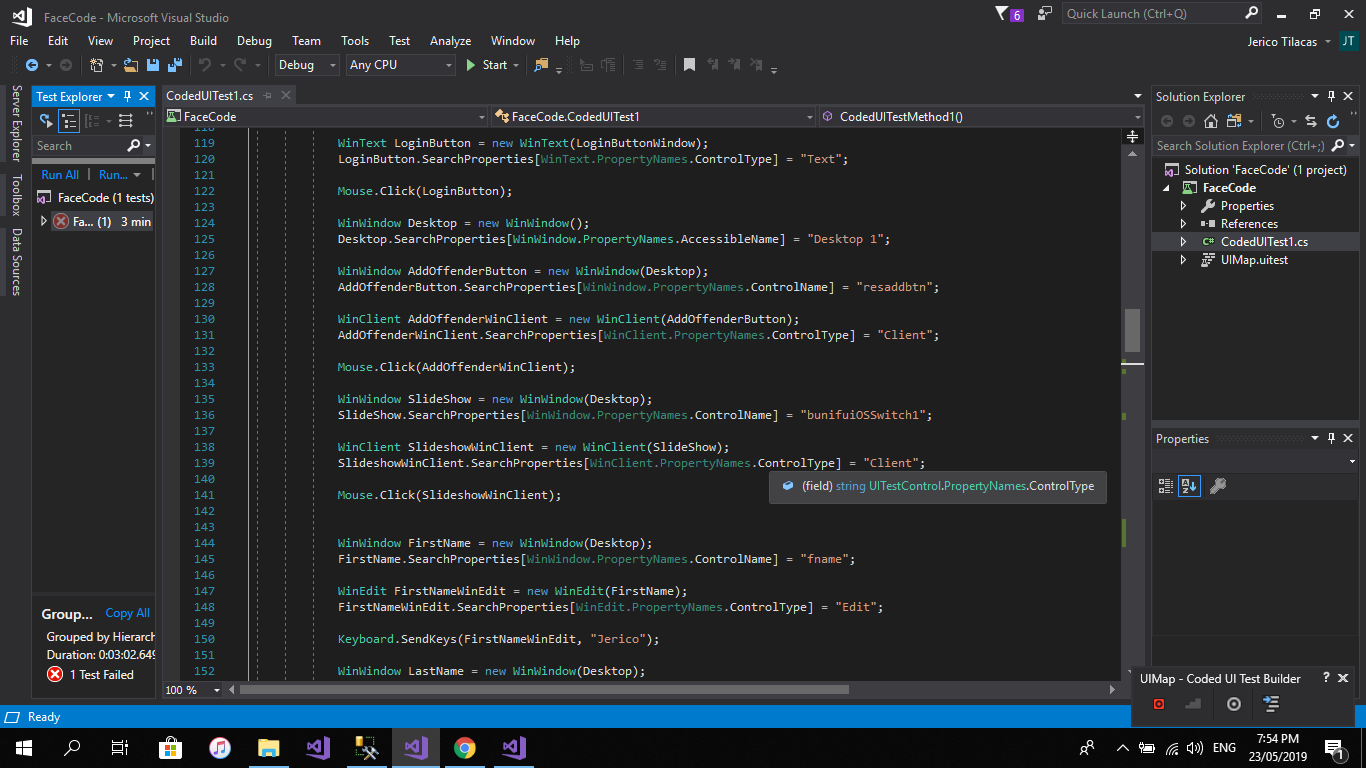 FaceCode - Microsoft Visual Studio
6
Quick Launch (Ctrl+Q)
File Edit View Project Build Debug Team Tools Test Analyze Window Help
Jerico Tilacas
JT
Debug
Any CPU
Start
Server Explorer
Toolbox
Data Sources
Test Explorer
Search
Run All | Run... |
FaceCode (1 tests)
Fa... (1) 3 min
Group... Copy All
Grouped by Hierarch
Duration: 0:03:02.649
1 Test Failed
CodedUITest1.cs
FaceCode
FaceCode.CodedUITest1
CodedUITestMethod1()
118
119 WinText LoginButton = new WinText(LoginButtonWindow);
120 LoginButton.SearchProperties[WinText.PropertyNames.ControlType] = "Text";
121
122 Mouse.Click(LoginButton);
123
124 WinWindow Desktop = new WinWindow();
125 Desktop.SearchProperties[WinWindow.PropertyNames.AccessibleName] = "Desktop 1";
126
127 WinWindow AddOffenderButton = new WinWindow(Desktop);
128 AddOffenderButton.SearchProperties[WinWindow.PropertyNames.ControlName] = "resaddbtn";
129
130 WinClient AddOffenderWinClient = new WinClient(AddOffenderButton);
131 AddOffenderWinClient.SearchProperties[WinClient.PropertyNames.ControlType] = "Client";
132
133 Mouse.Click(AddOffenderWinClient);
134
135 WinWindow SlideShow = new WinWindow(Desktop);
136 SlideShow.SearchProperties[WinWindow.PropertyNames.ControlName] = "bunifuiOSSwitch1";
137
138 WinClient SlideshowWinClient = new WinClient(SlideShow);
139 SlideshowWinClient.SearchProperties[WinClient.PropertyNames.ControlType] = "Client";
140
(field) string UITestControl.PropertyNames.ControlType
141 Mouse.Click(SlideshowWinClient);
142
143
144 WinWindow FirstName = new WinWindow(Desktop);
145 FirstName.SearchProperties[WinWindow.PropertyNames.ControlName] = "fname";
146
147 WinEdit FirstNameWinEdit = new WinEdit(FirstName);
148 FirstNameWinEdit.SearchProperties[WinEdit.PropertyNames.ControlType] = "Edit";
149
150 Keyboard.SendKeys(FirstNameWinEdit, "Jerico");
151
152 WinWindow LastName = new WinWindow(Desktop);
100 %
Solution Explorer
Search Solution Explorer (Ctrl+;)
Solution 'FaceCode' (1 project)
FaceCode
Properties
References
C# CodedUITest1.cs
UIMap.uitest
Properties
UIMap - Coded UI Test Builder ?
Ready
ENG
7:54 PM
23/05/2019
1